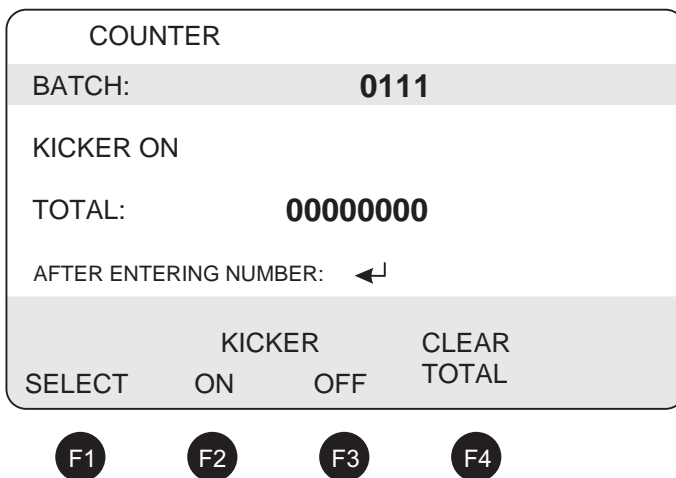 COUNTER
BATCH: 0111
KICKER ON
TOTAL: 00000000
AFTER ENTERING NUMBER:
KICKER CLEAR
SELECT ON OFF TOTAL
F1 F2 F3 F4